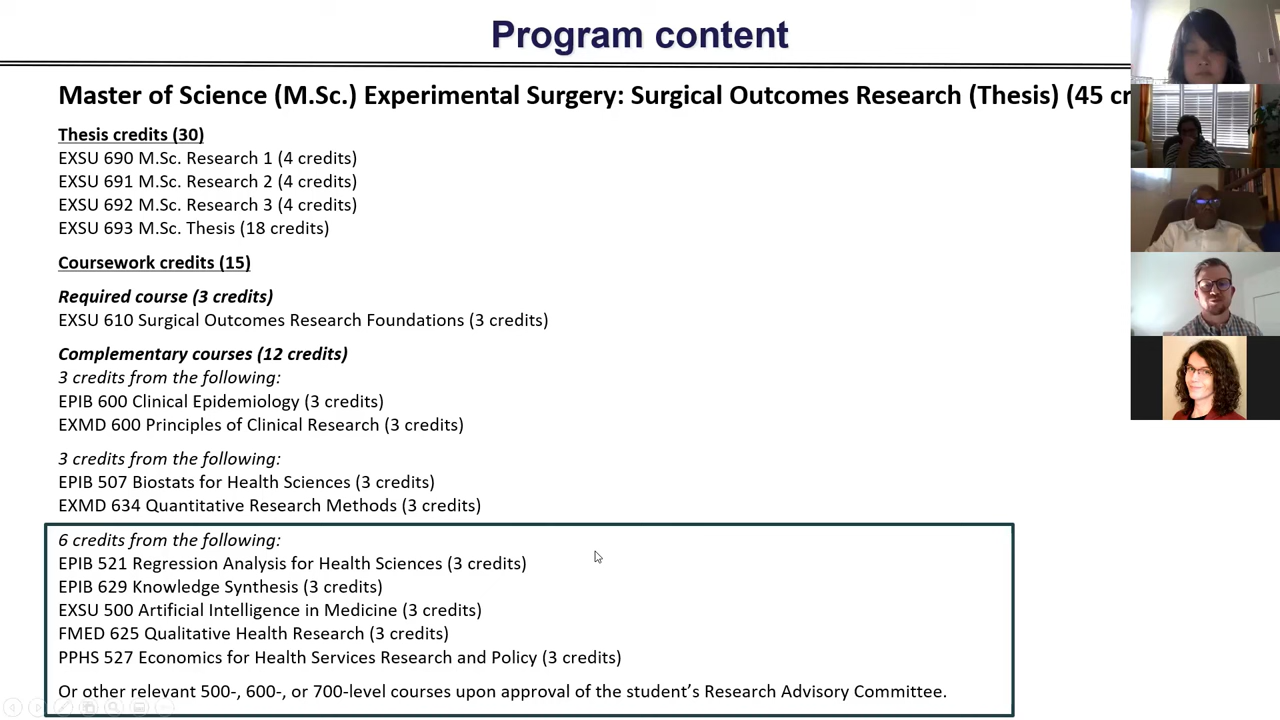 Program content
Master of Science (M.Sc.) Experimental Surgery: Surgical Outcomes Research (Thesis) (45 cr
Thesis credits (30)
EXSU 690 M.Sc. Research 1 (4 credits)
EXSU 691 M.Sc. Research 2 (4 credits)
EXSU 692 M.Sc. Research 3 (4 credits)
EXSU 693 M.Sc. Thesis (18 credits)
Coursework credits (15)
Required course (3 credits)
EXSU 610 Surgical Outcomes Research Foundations (3 credits)
Complementary courses (12 credits)
3 credits from the following:
EPIB 600 Clinical Epidemiology (3 credits)
EXMD 600 Principles of Clinical Research (3 credits)
3 credits from the following:
EPIB 507 Biostats for Health Sciences (3 credits)
EXMD 634 Quantitative Research Methods (3 credits)
6 credits from the following:
EPIB 521 Regression Analysis for Health Sciences (3 credits)
EPIB 629 Knowledge Synthesis (3 credits)
EXSU 500 Artificial Intelligence in Medicine (3 credits)
FMED 625 Qualitative Health Research (3 credits)
PPHS 527 Economics for Health Services Research and Policy (3 credits)
Or other relevant 500-, 600-, or 700-level courses upon approval of the student’s Research Advisory Committee.